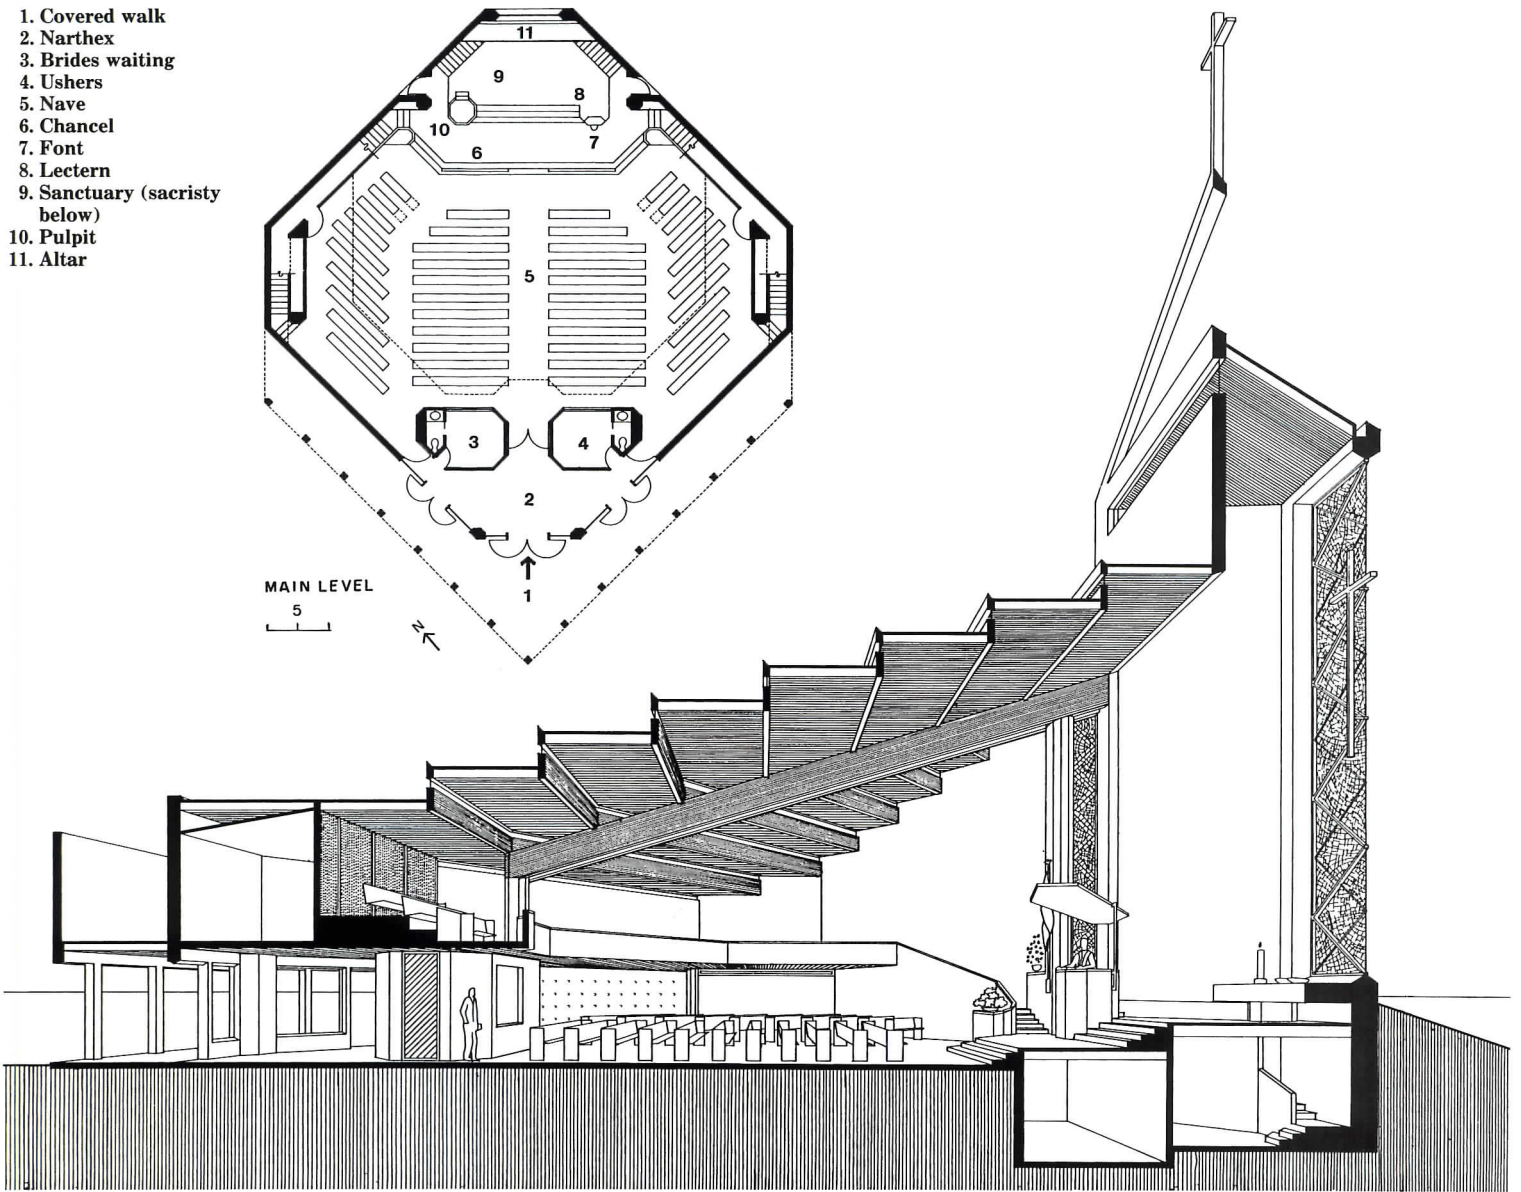 1. Covered walk
2. Narthex
3. Brides waiting
4. Ushers
5. Nave
6. Chancel
7. Font
8. Lectern
9. Sanctuary (sacristy
below)
10. Pulpit
11. Altar
11
9
8
10
7
6
5
3
4
2
1
MAIN LEVEL
5
N